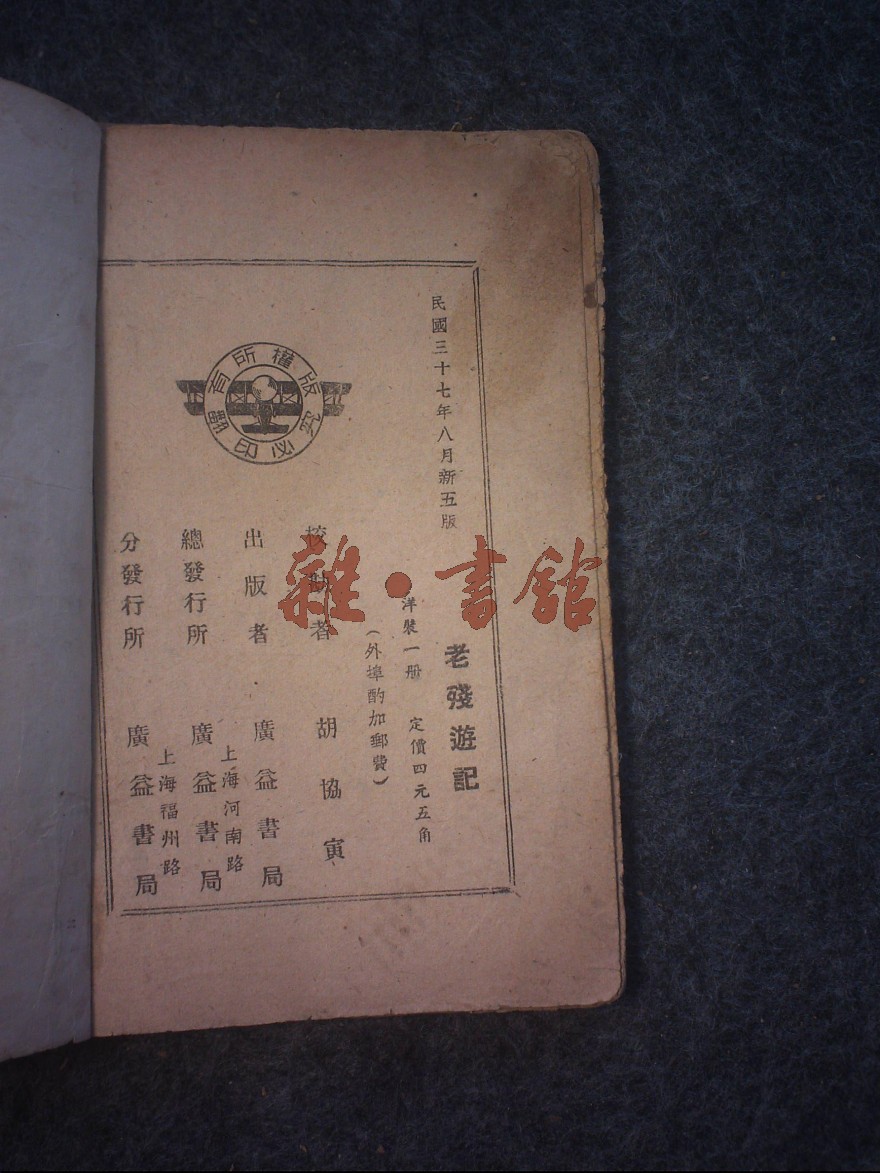 民國三十七年八月新五版
老殘遊記
洋裝一册 定價四元五角
(外埠酌加郵費)
校 者 胡協寅
出版者 廣益書局
上海河南路
總發行所 廣益書局
上海福州路
分發行所 廣益書局
版權所有
翻印必究
雜·書館